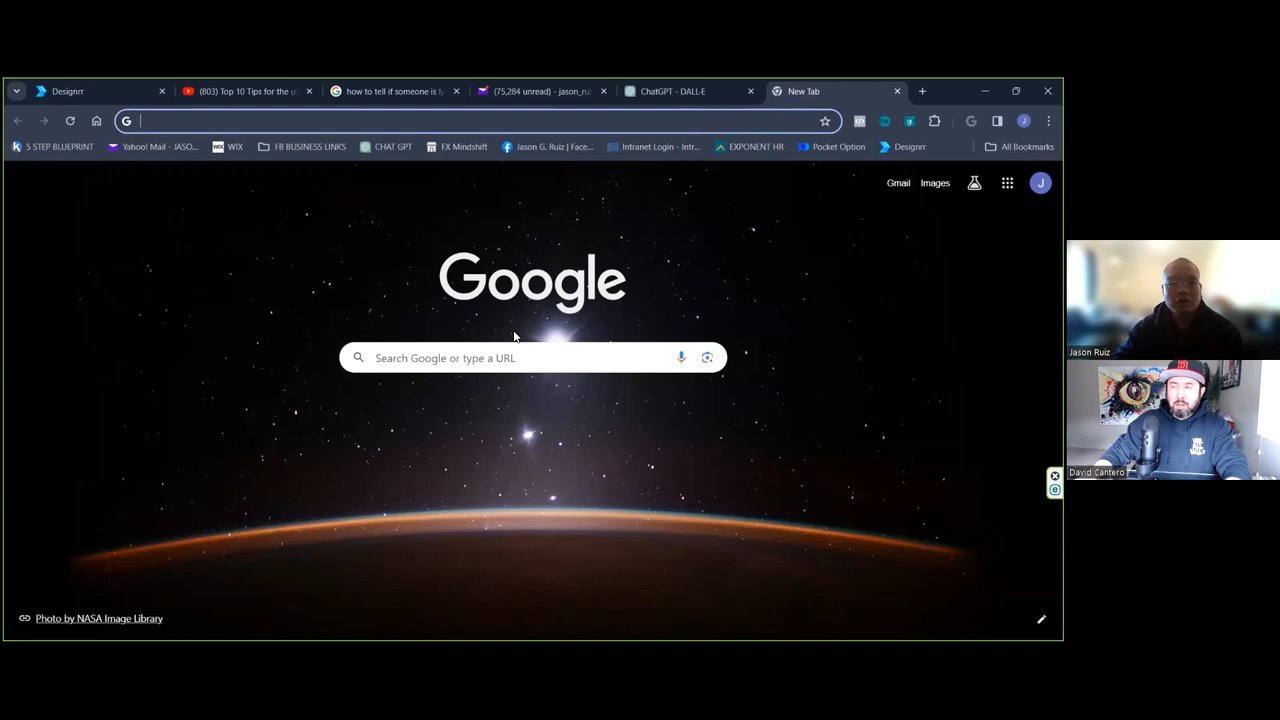 Designrr
(803) Top 10 Tips for the u
how to tell if someone is ly
(75,284 unread) - jason_rui
ChatGPT - DALL·E
New Tab
5 STEP BLUEPRINT
Yahoo! Mail - JASO...
WIX
FB BUSINESS LINKS
CHAT GPT
FX Mindshift
Jason G. Ruiz | Face...
Intranet Login - Intr...
EXPONENT HR
Pocket Option
Designrr
All Bookmarks
Gmail
Images
J
Google
Search Google or type a URL
Jason Ruiz
David Cantero
Photo by NASA Image Library